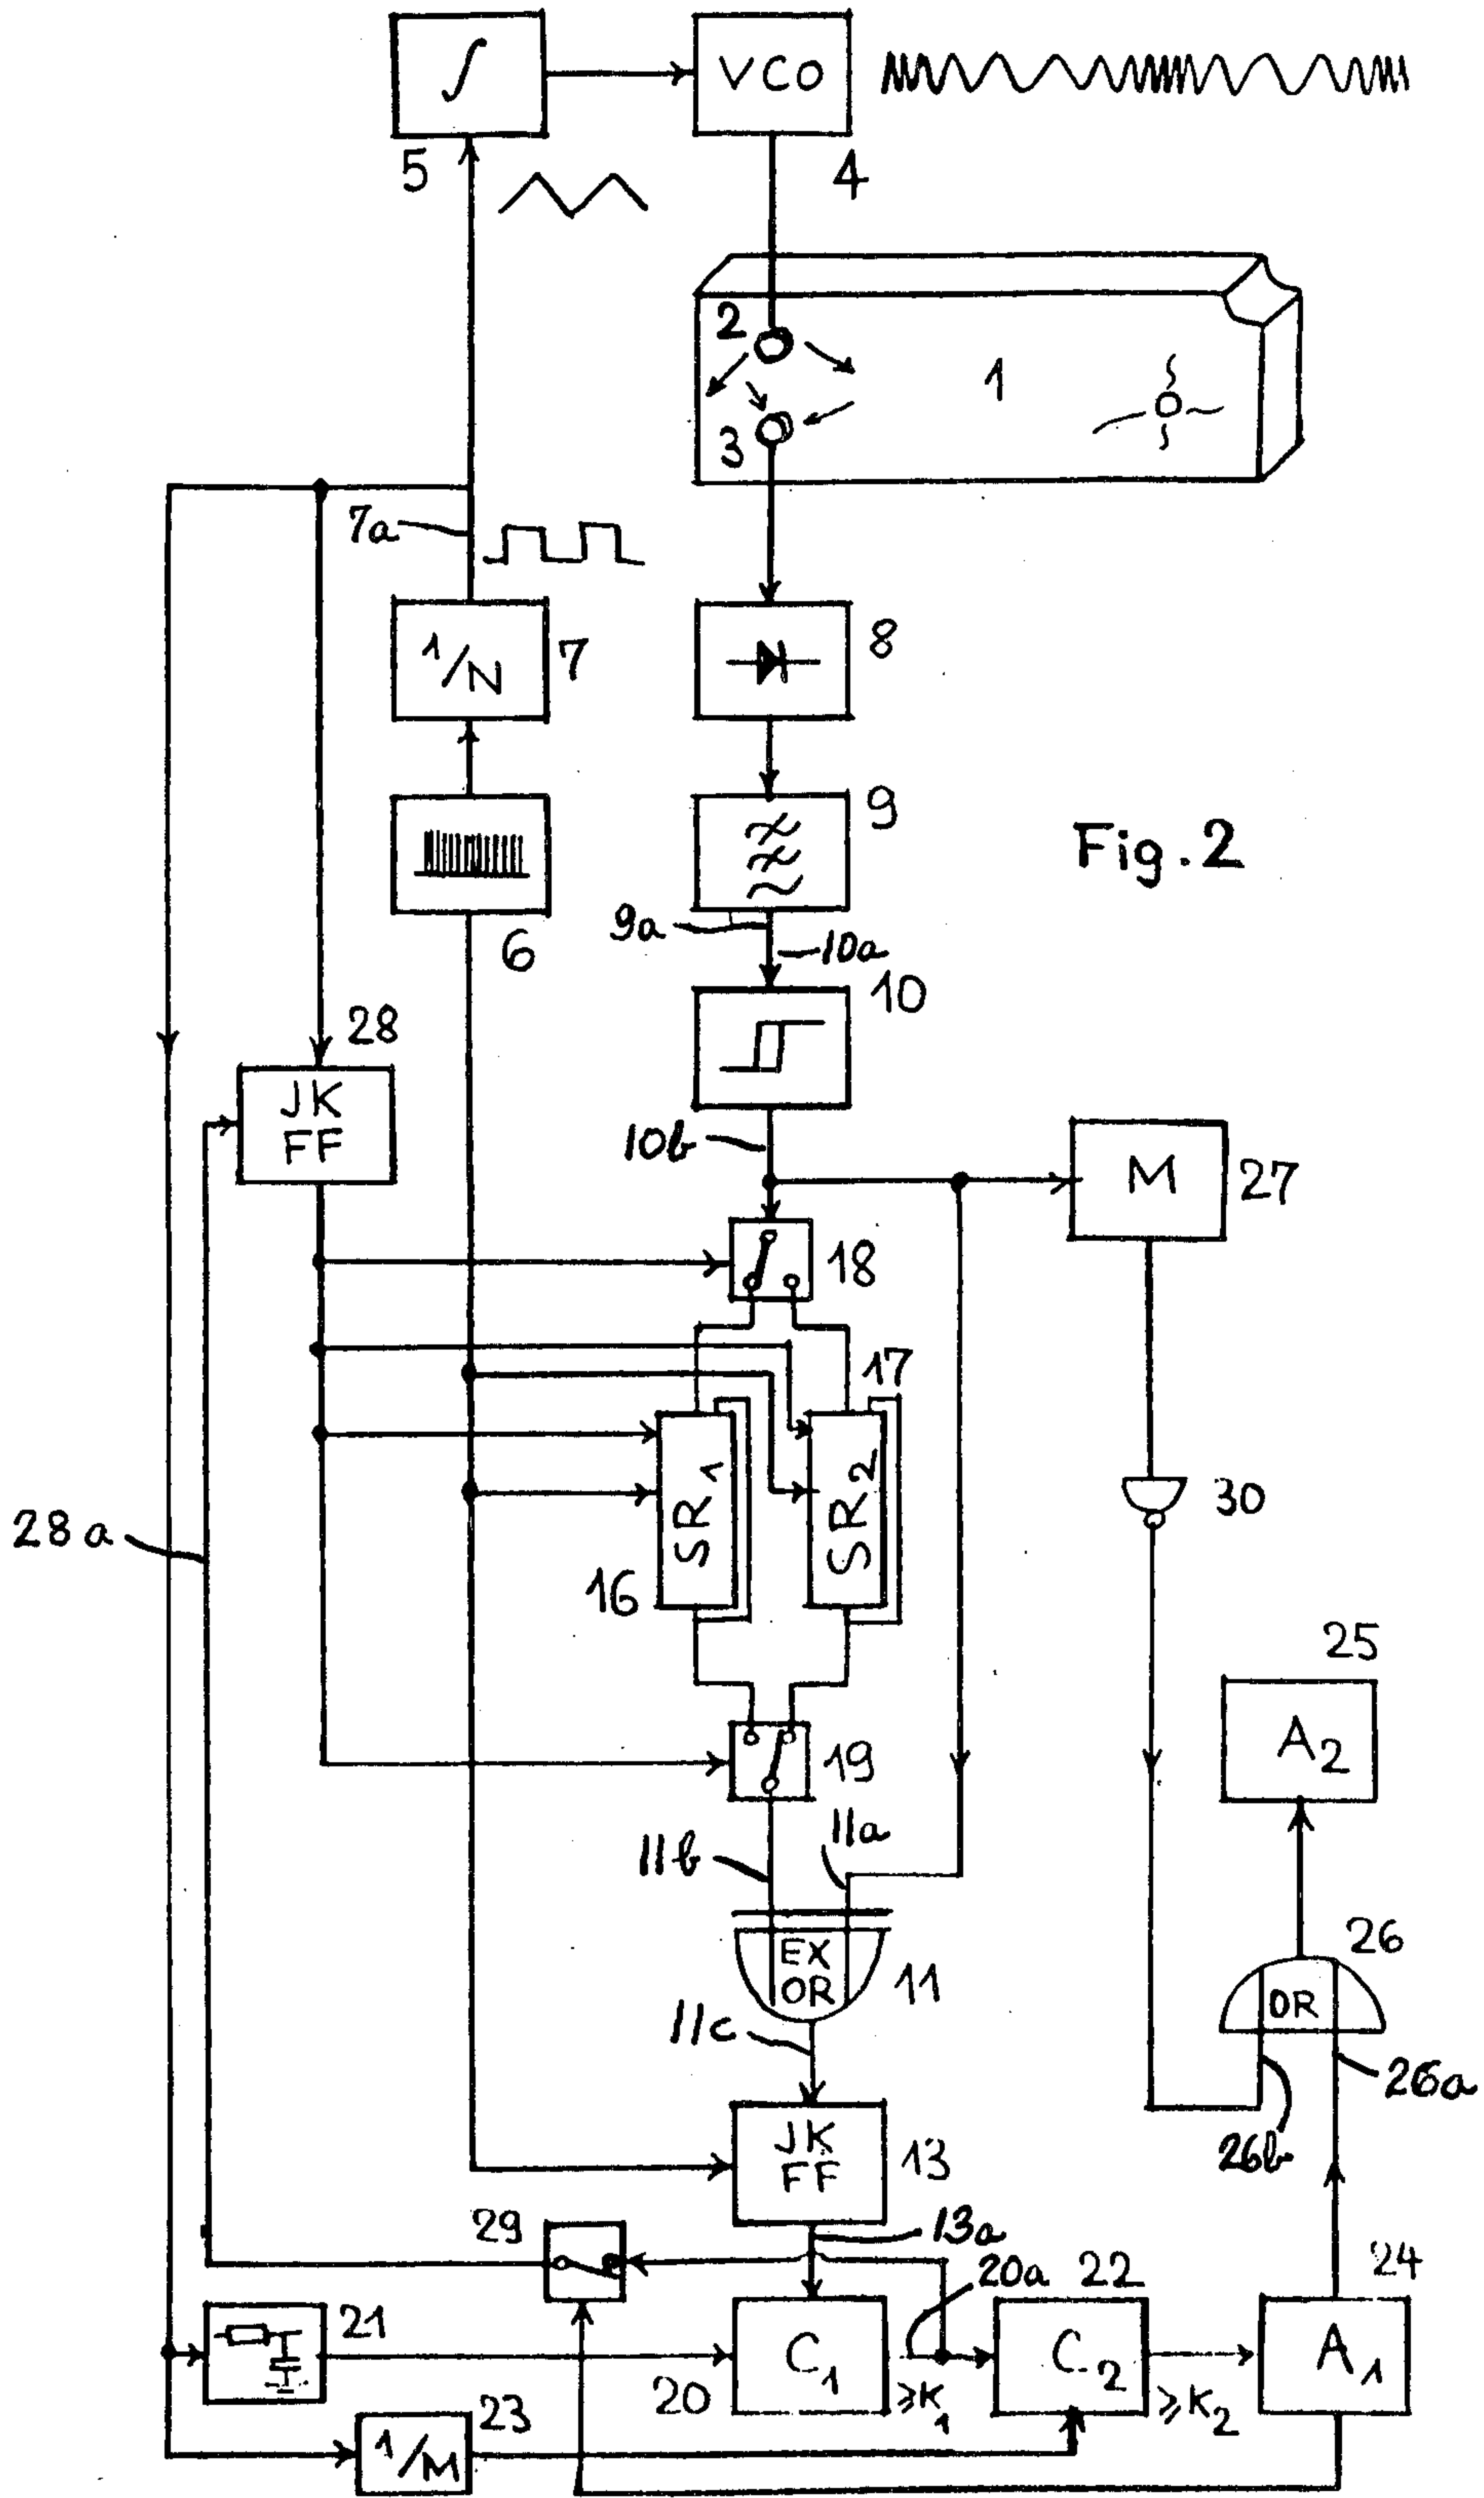 ∫
VCO
5
4
2
1
3
7a
1/N
7
8
9
Fig. 2
9a
10a
6
10
28
JK
FF
10b
M
27
18
17
SR1
SR2
30
28a
16
25
A2
19
11a
11b
26
EX
OR
11
OR
11c
26a
JK
FF
13
26b
29
13a
20a
22
24
21
C1
C2
A1
20
≥K1
≥K2
23
1/M